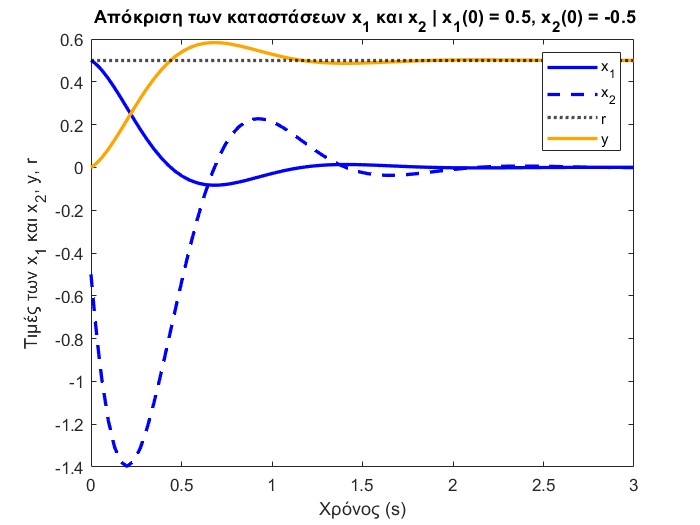 Απόκριση των καταστάσεων x₁ και x₂ | x₁(0) = 0.5, x₂(0) = -0.5
Τιμές των x₁ και x₂, y, r
0.6
0.4
0.2
0
-0.2
-0.4
-0.6
-0.8
-1
-1.2
-1.4
x₁
x₂
r
y
0 0.5 1 1.5 2 2.5 3
Χρόνος (s)